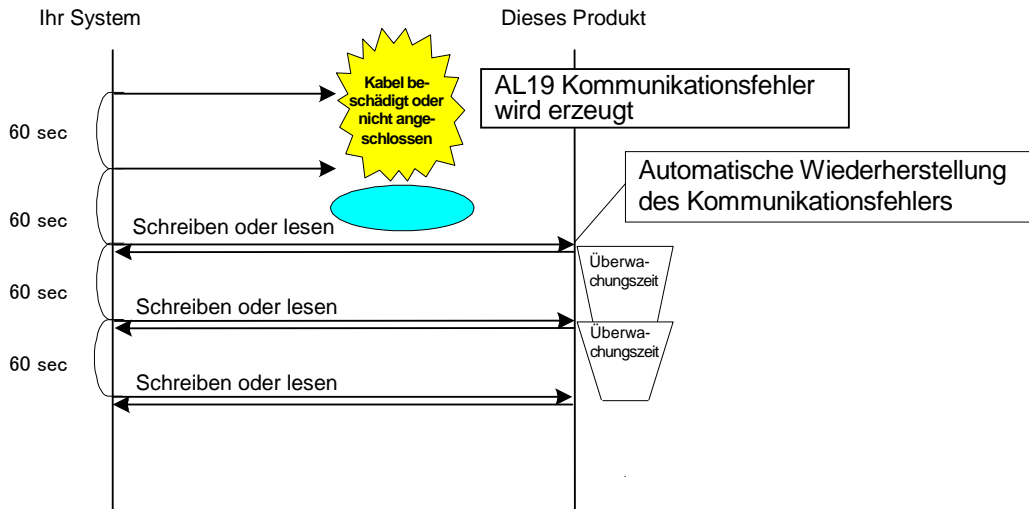 Ihr System
Dieses Produkt
Kabel be-
schädigt oder
nicht ange-
schlossen
AL19 Kommunikationsfehler
wird erzeugt
60 sec
Automatische Wiederherstellung
des Kommunikationsfehlers
60 sec
Schreiben oder lesen
Überwa-
chungszeit
60 sec
Schreiben oder lesen
Überwa-
chungszeit
60 sec
Schreiben oder lesen